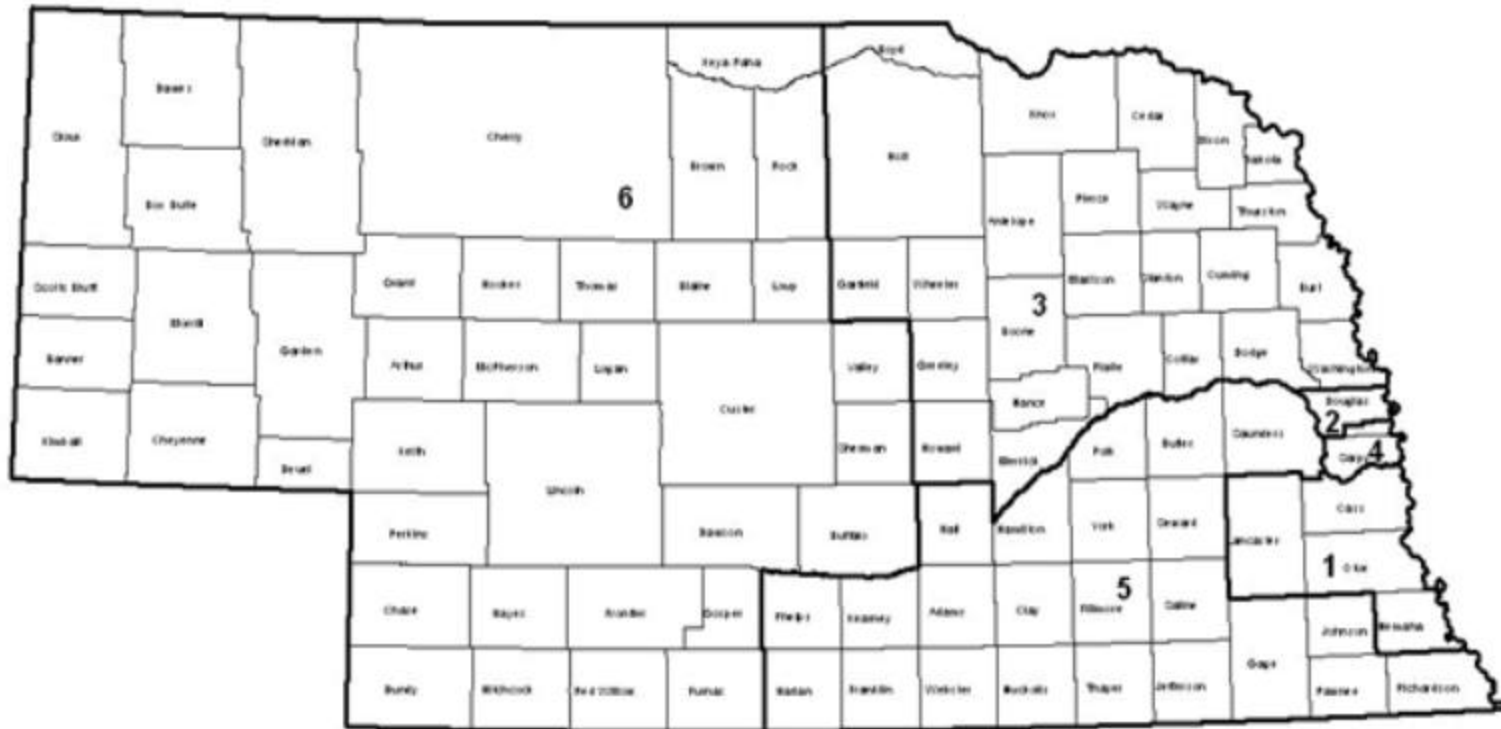 Boyd
Keya Paha
Dawes
Knox
Cedar
Sioux
Sheridan
Cherry
Dixon
Dakota
Holt
Brown
Rock
Box Butte
6
Pierce
Wayne
Thurston
Antelope
Scotts Bluff
Grant
Hooker
Thomas
Blaine
Loup
Garfield
Wheeler
Madison
Stanton
Cuming
Burt
3
Morrill
Boone
Banner
Garden
Arthur
McPherson
Logan
Valley
Greeley
Platte
Colfax
Dodge
Washington
Custer
Nance
Douglas
2
Kimball
Cheyenne
Keith
Sherman
Howard
Merrick
Polk
Butler
Saunders
Sarpy
4
Deuel
Lincoln
Cass
Perkins
Dawson
Buffalo
Hall
Hamilton
York
Seward
Lancaster
1
Otoe
5
Chase
Hayes
Frontier
Gosper
Phelps
Kearney
Adams
Clay
Fillmore
Saline
Johnson
Nemaha
Gage
Dundy
Hitchcock
Red Willow
Furnas
Harlan
Franklin
Webster
Nuckolls
Thayer
Jefferson
Pawnee
Richardson